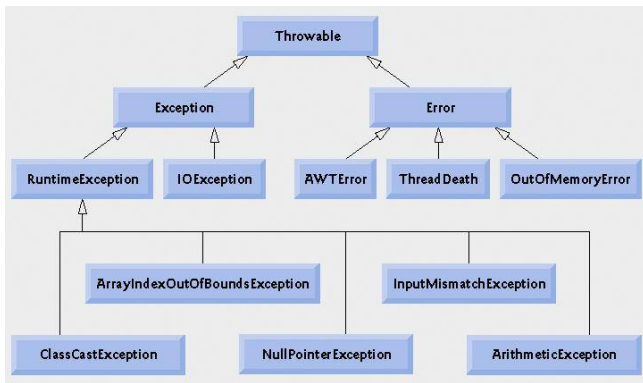 Throwable
Exception
Error
RuntimeException
IOException
AWTError
ThreadDeath
OutOfMemoryError
ArrayIndexOutOfBoundsException
InputMismatchException
ClassCastException
NullPointerException
ArithmeticException